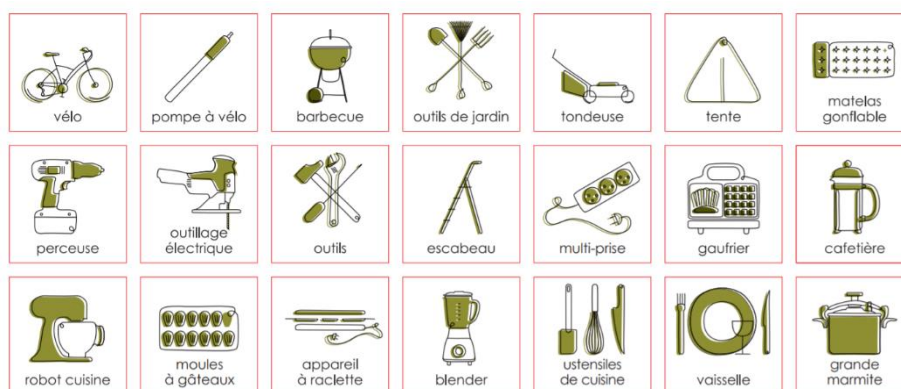 vélo
pompe à vélo
barbecue
outils de jardin
tondeuse
tente
matelas
gonflable
perceuse
outillage
électrique
outils
escabeau
multi-prise
gaufrier
cafetière
robot cuisine
moules
à gâteaux
appareil
à raclette
blender
ustensiles
de cuisine
vaisselle
grande
marmite